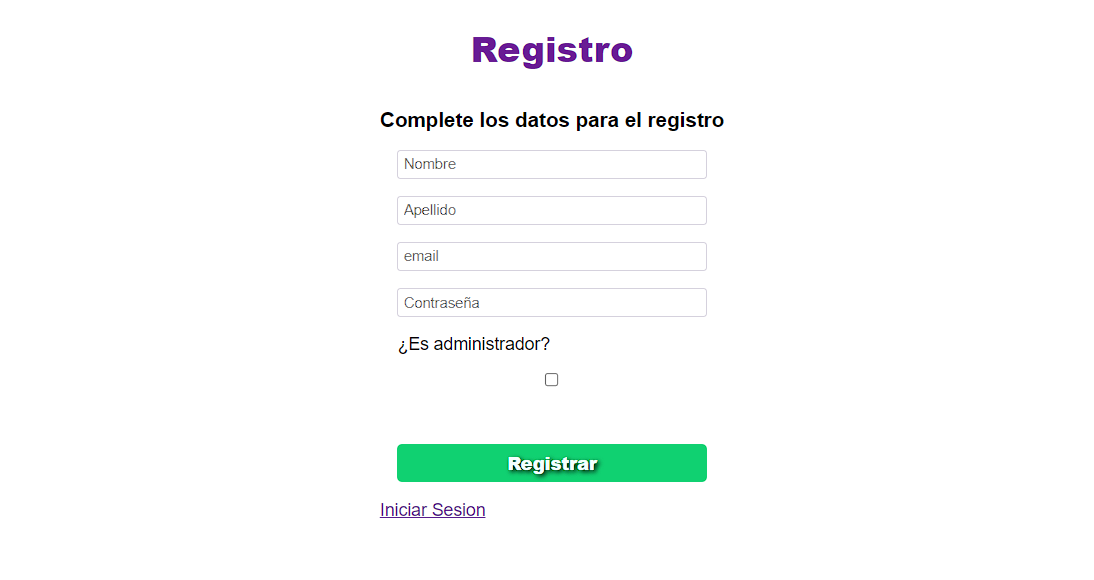 Registro
Complete los datos para el registro
Nombre
Apellido
email
Contraseña
¿Es administrador?
Registrar
Iniciar Sesion